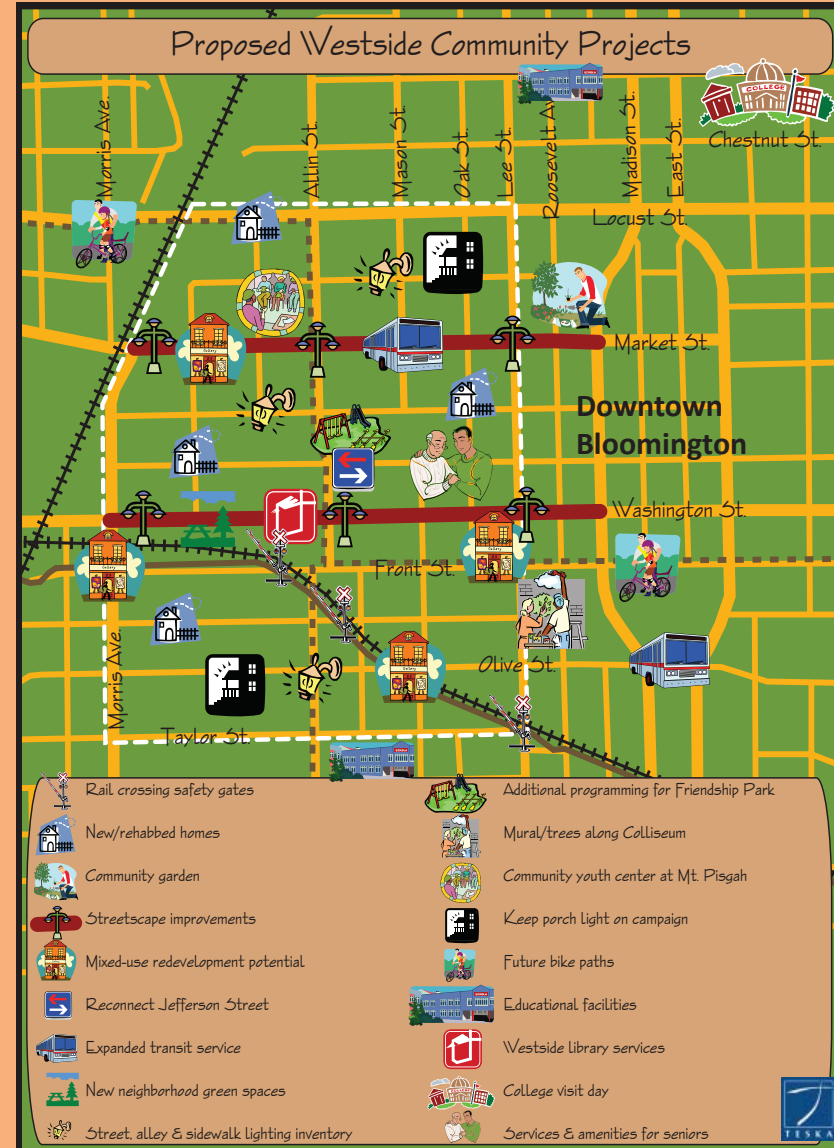 Proposed Westside Community Projects
COLLEGE
Chestnut St.
Morris Ave.
Allin St.
Mason St.
Oak St.
Lee St.
Roosevelt Av
Madison St.
East St.
Locust St.
Market St.
Downtown
Bloomington
Washington St.
Front St.
Olive St.
Morris Ave.
Taylor St.
Rail crossing safety gates
New/rehabbed homes
Community garden
Streetscape improvements
Mixed-use redevelopment potential
Reconnect Jefferson Street
Expanded transit service
New neighborhood green spaces
Street, alley & sidewalk lighting inventory
Additional programming for Friendship Park
Mural/trees along Colliseum
Community youth center at Mt. Pisgah
Keep porch light on campaign
Future bike paths
Educational facilities
Westside library services
College visit day
Services & amenities for seniors
TESKA